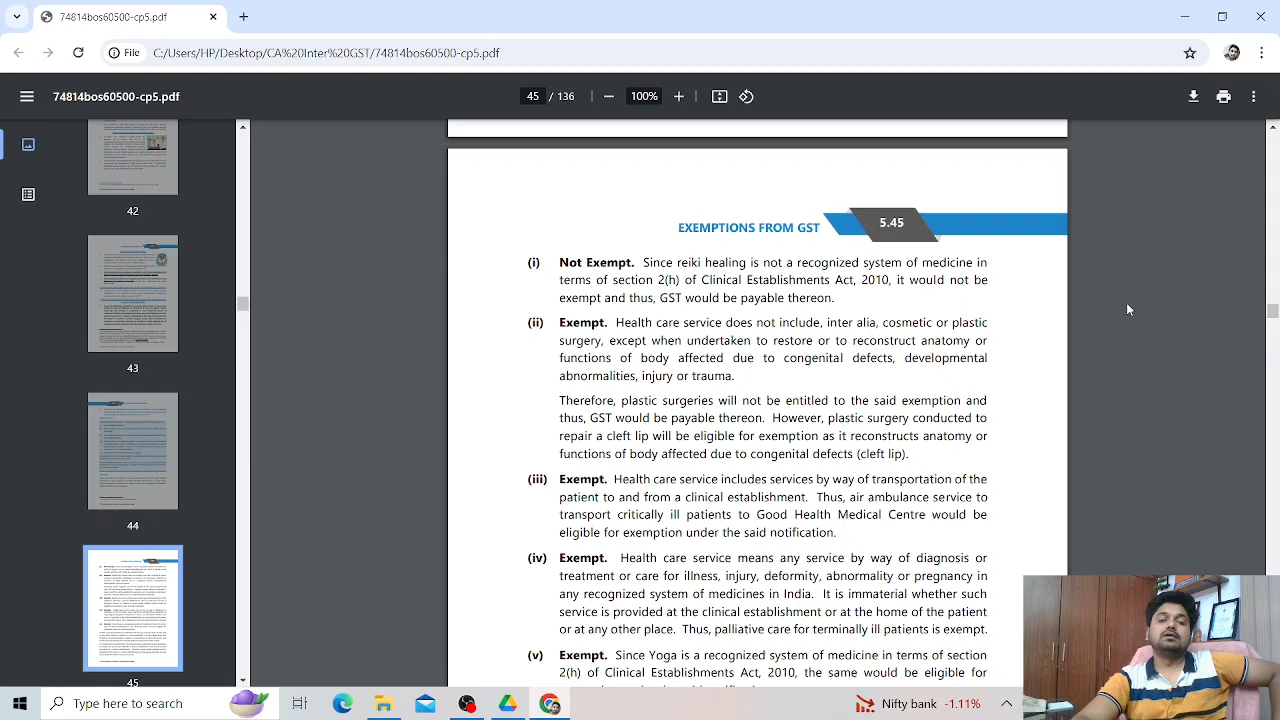 74814bos60500-cp5.pdf
File C:/Users/HP/Desktop/CA%20Inter%20GST/74814bos60500-cp5.pdf
74814bos60500-cp5.pdf 45 / 136 100%
42
43
44
45
EXEMPTIONS FROM GST 5.45
(i) Not Exempt. Since reiki healing is not a recognized system of medicine in
terms of section 2(h) of Clinical Establishments Act, 2010, it would not be
exempt and thus, GST would be payable thereon.
(ii) Exempt. Health care service does not include, inter alia, cosmetic or plastic
surgery, except when undertaken to restore or to reconstruct anatomy or
functions of body affected due to congenital defects, developmental
abnormalities, injury or trauma.
Therefore, plastic surgeries will not be entitled to the said exemption and
GST would be payable thereon. However, plastic surgery conducted to
cleft lip will be eligible for exemption as it reconstructs anatomy or
functions of body affected due to congenital defects (cleft lip).
(iii) Exempt. Health care service includes services by way of transportation of the
patient to and from a clinical establishment. Thus, air ambulance service to
transport critically ill patients to Good Health Medical Centre would be
eligible for exemption under the said notification.
(iv) Exempt. Health care service means any service by way of diagnosis or
treatment or care for illness, injury, deformity, abnormality or pregnancy in
recognized system of medicines in India immaterial whether such
service is provided at the clinical establishment or at the home of the patient
or at any other place. Thus, palliative care for terminally ill patients is exempt
(v) Exempt. Since Yoga is a recognized system of medicine in terms of section
2(h) of Clinical Establishments Act, 2010, the same would be eligible for
Type here to search
Nifty bank -1.11%